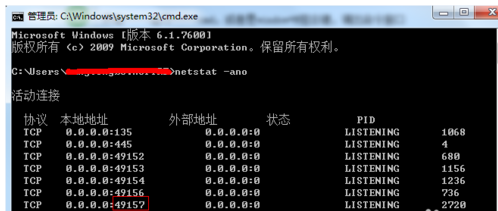 管理员: C:\Windows\system32\cmd.exe
Microsoft Windows [版本 6.1.7600]
版权所有 (c) 2009 Microsoft Corporation。保留所有权利。
C:\Users\ >netstat -ano
活动连接
协议 本地地址 外部地址 状态 PID
TCP 0.0.0.0:135 0.0.0.0:0 LISTENING 1068
TCP 0.0.0.0:445 0.0.0.0:0 LISTENING 4
TCP 0.0.0.0:49152 0.0.0.0:0 LISTENING 680
TCP 0.0.0.0:49153 0.0.0.0:0 LISTENING 1156
TCP 0.0.0.0:49154 0.0.0.0:0 LISTENING 1236
TCP 0.0.0.0:49156 0.0.0.0:0 LISTENING 736
TCP 0.0.0.0:49157 0.0.0.0:0 LISTENING 2720